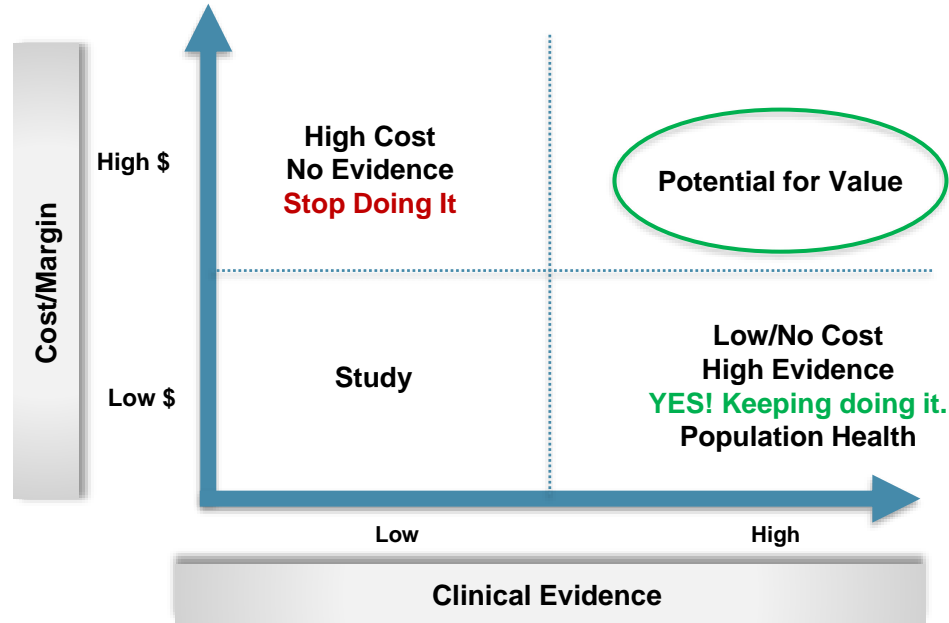 Cost/Margin
High $
Low $
High Cost
No Evidence
Stop Doing It
Potential for Value
Study
Low/No Cost
High Evidence
YES! Keeping doing it.
Population Health
Low
High
Clinical Evidence